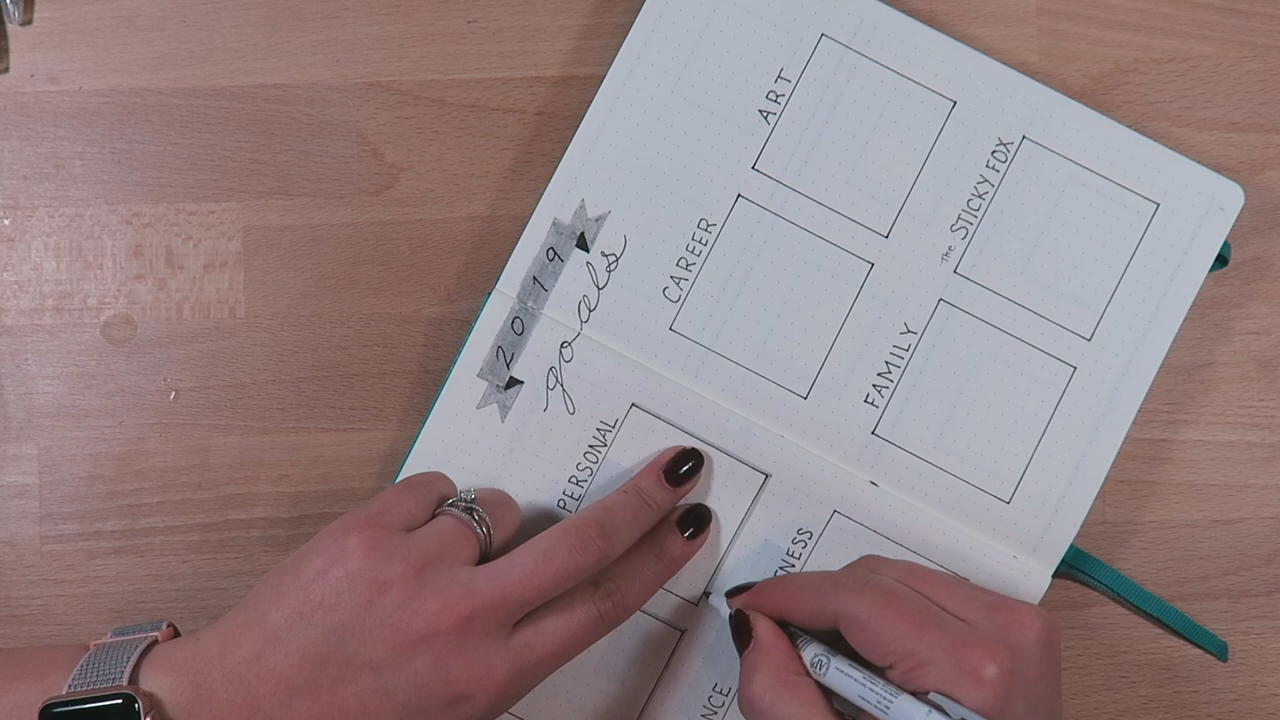 2019
goals
PERSONAL
CAREER
ART
FAMILY
The STICKY FOX